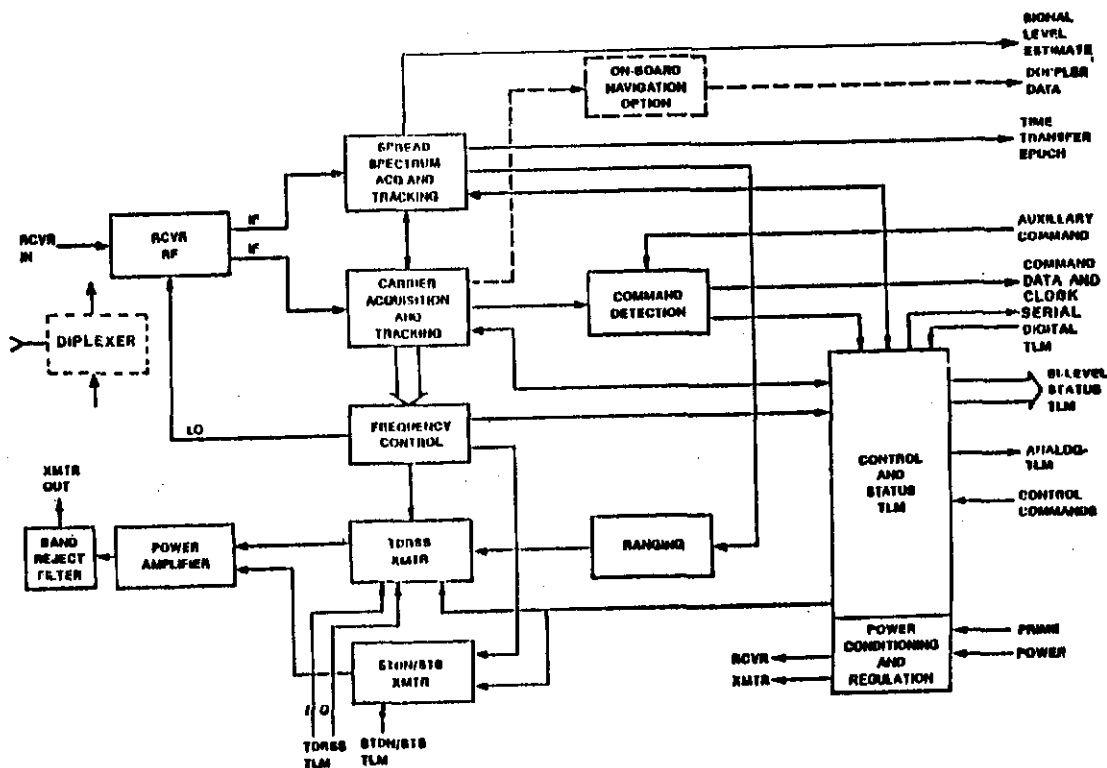 SIGNAL
LEVEL
ESTIMATE
ON-BOARD
NAVIGATION
OPTION
DOPPLER
DATA
TIME
TRANSFER
EPOCH
SPREAD
SPECTRUM
ACQ AND
TRACKING
IF
RCVR
IN
RCVR
RF
IF
AUXILLARY
COMMAND
CARRIER
ACQUISITION
AND
TRACKING
COMMAND
DETECTION
COMMAND
DATA AND
CLOCK
SERIAL
DIGITAL
TLM
DIPLEXER
BI-LEVEL
STATUS
TLM
LO
FREQUENCY
CONTROL
CONTROL
AND
STATUS
TLM
ANALOG-
TLM
CONTROL
COMMANDS
XMTR
OUT
BAND
REJECT
FILTER
POWER
AMPLIFIER
TDRSS
XMTR
RANGING
POWER
CONDITIONING
AND
REGULATION
PRIME
POWER
RCVR
XMTR
STDN/STS
XMTR
I Q
TDRSS
TLM
STDN/STS
TLM